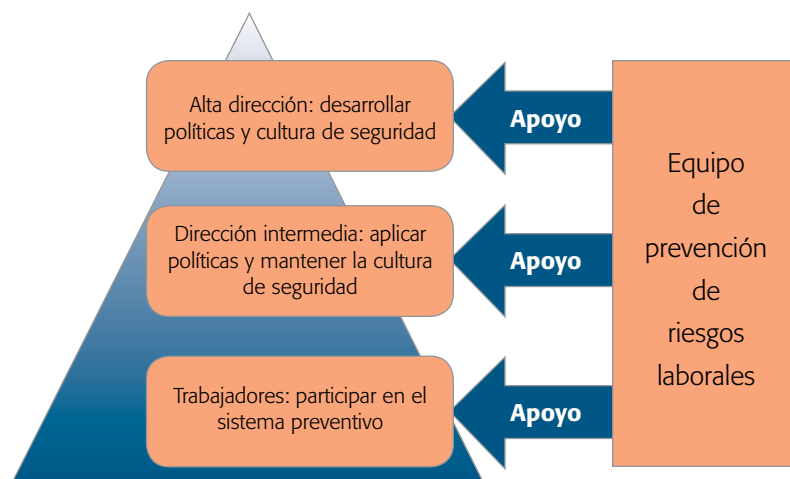 Alta dirección: desarrollar
políticas y cultura de seguridad
Apoyo
Dirección intermedia: aplicar
políticas y mantener la cultura
de seguridad
Apoyo
Trabajadores: participar en el
sistema preventivo
Apoyo
Equipo
de
prevención
de
riesgos
laborales